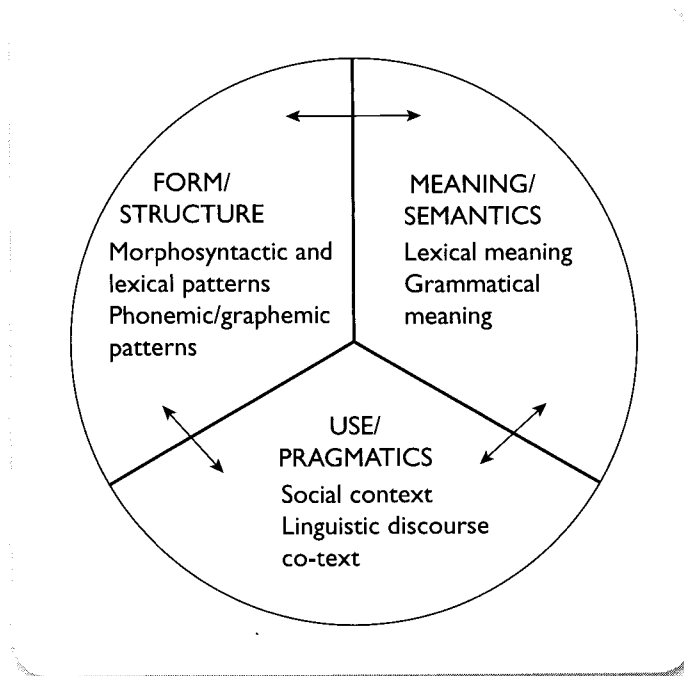 FORM/
STRUCTURE
Morphosyntactic and
lexical patterns
Phonemic/graphemic
patterns
MEANING/
SEMANTICS
Lexical meaning
Grammatical
meaning
USE/
PRAGMATICS
Social context
Linguistic discourse
co-text